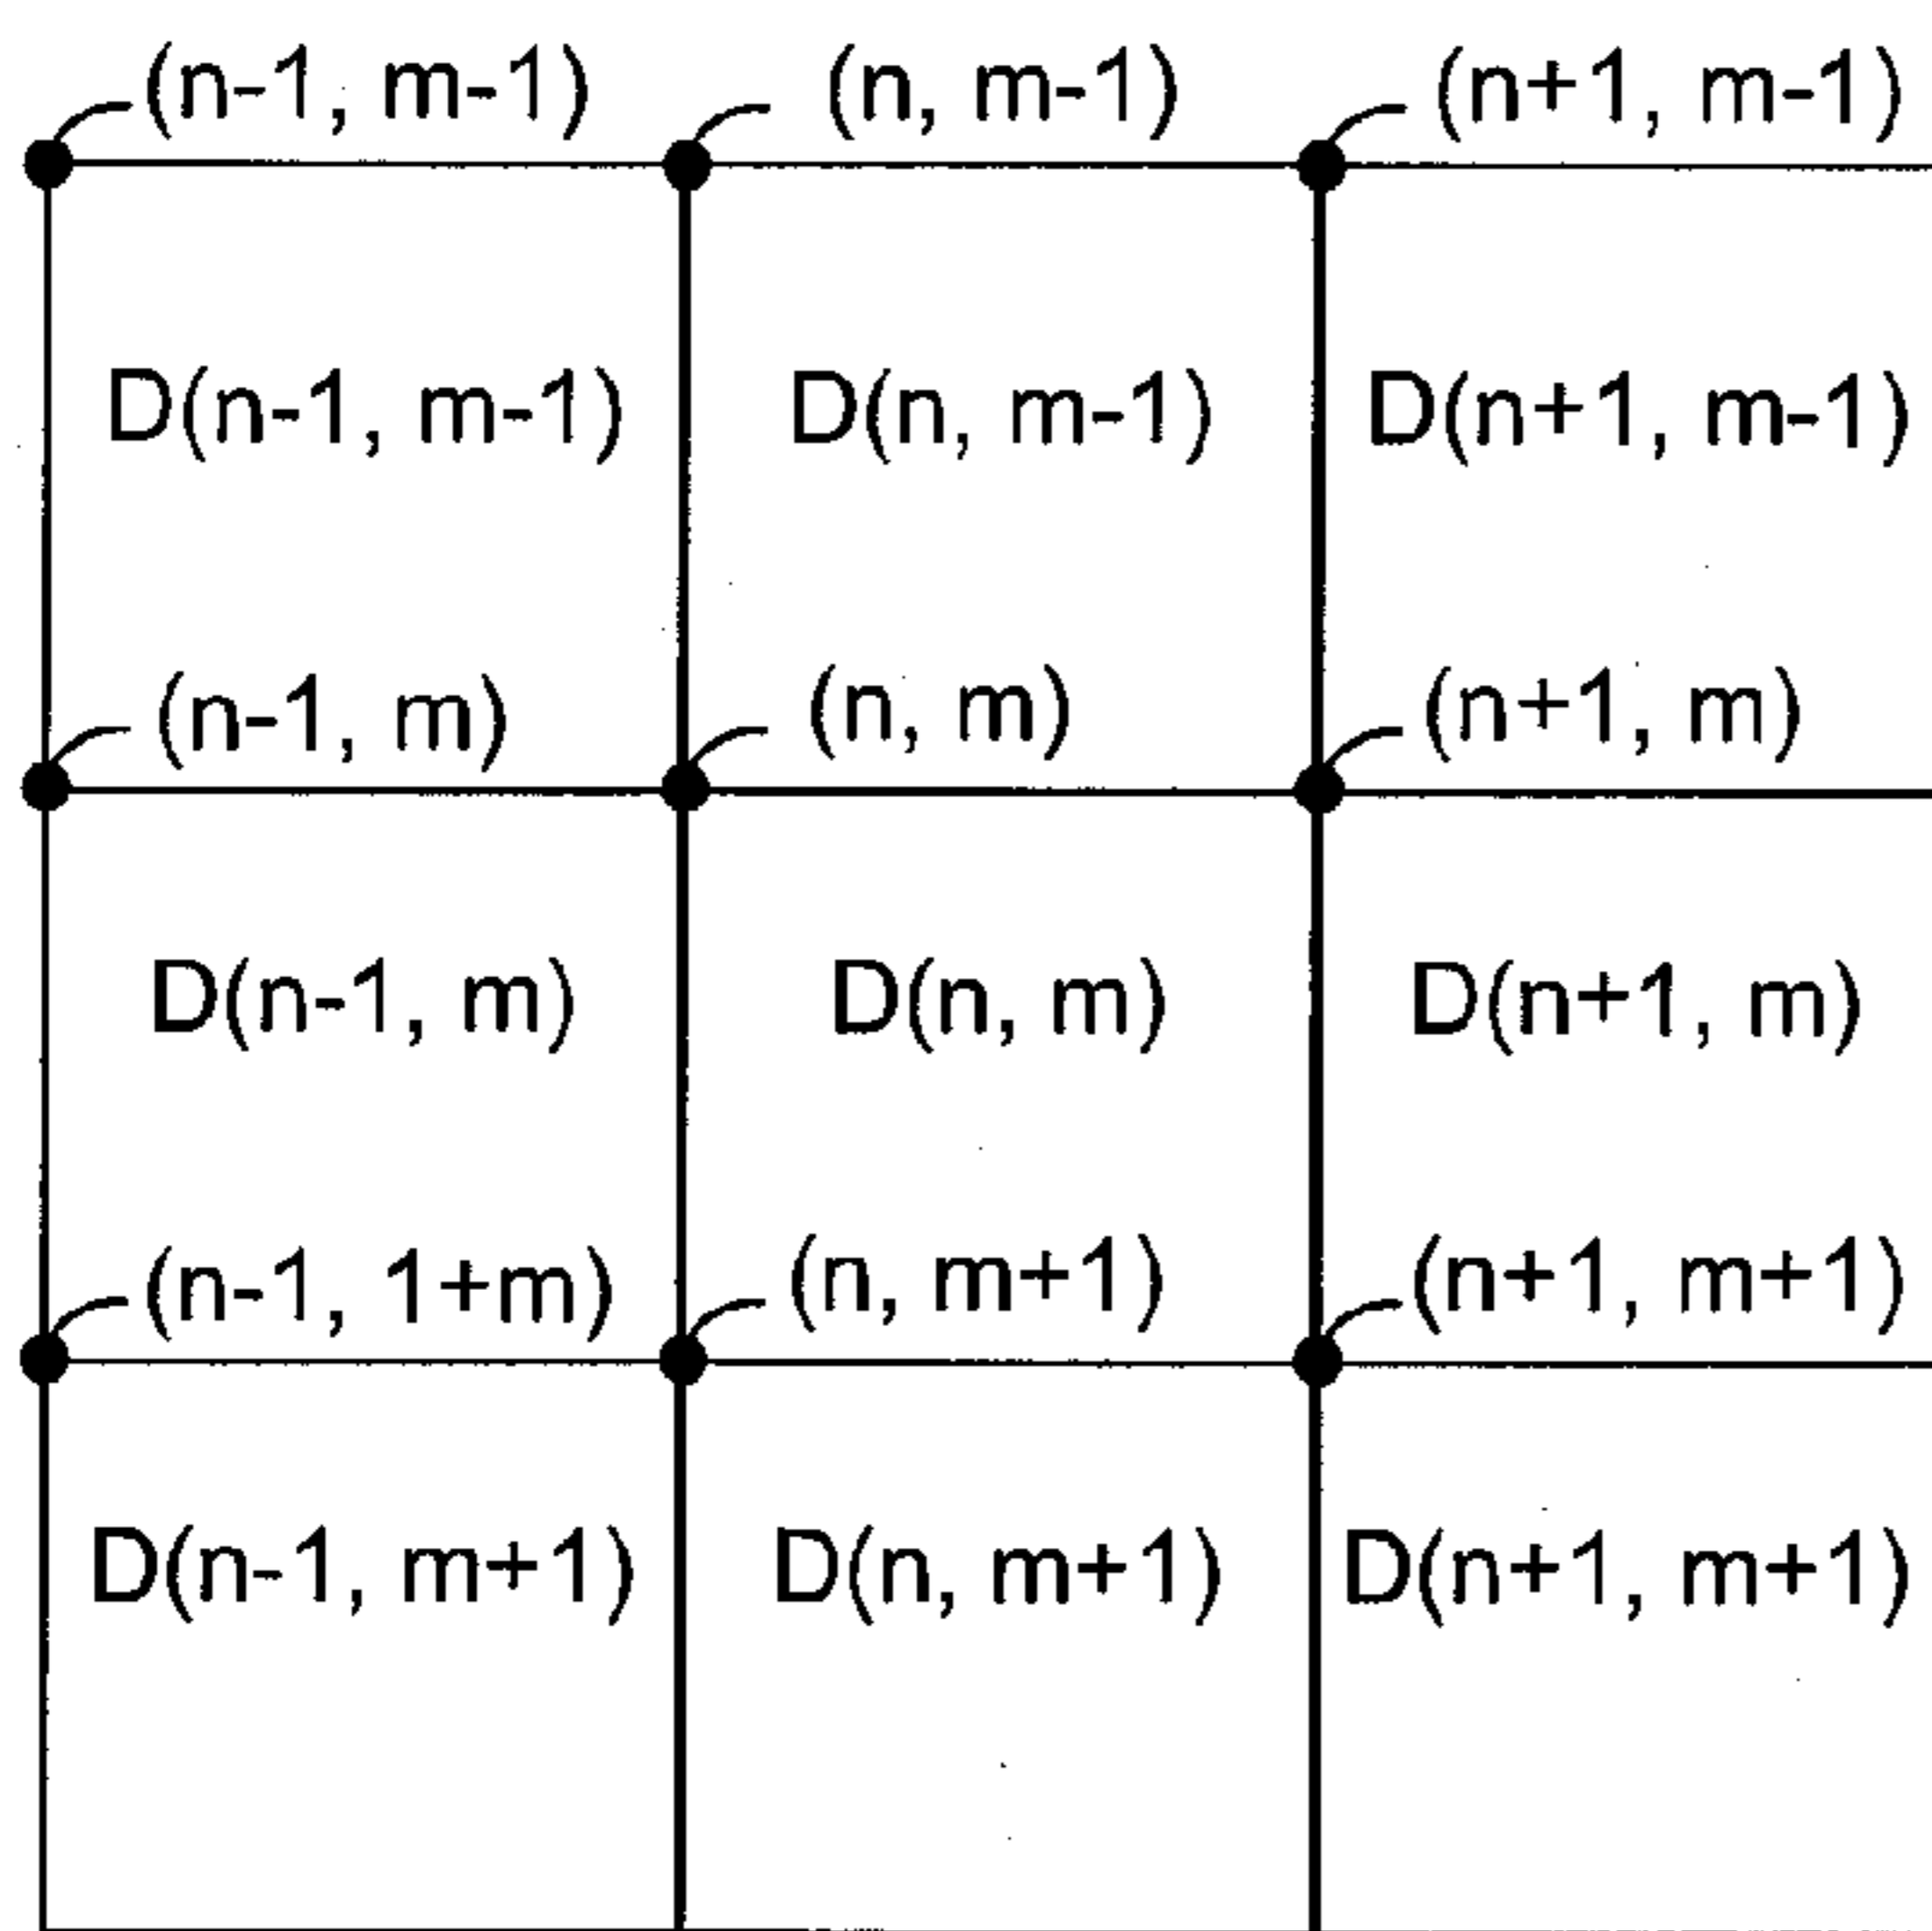 (n-1, m-1) (n, m-1) (n+1, m-1)
D(n-1, m-1) D(n, m-1) D(n+1, m-1)
(n-1, m) (n, m) (n+1, m)
D(n-1, m) D(n, m) D(n+1, m)
(n-1, 1+m) (n, m+1) (n+1, m+1)
D(n-1, m+1) D(n, m+1) D(n+1, m+1)